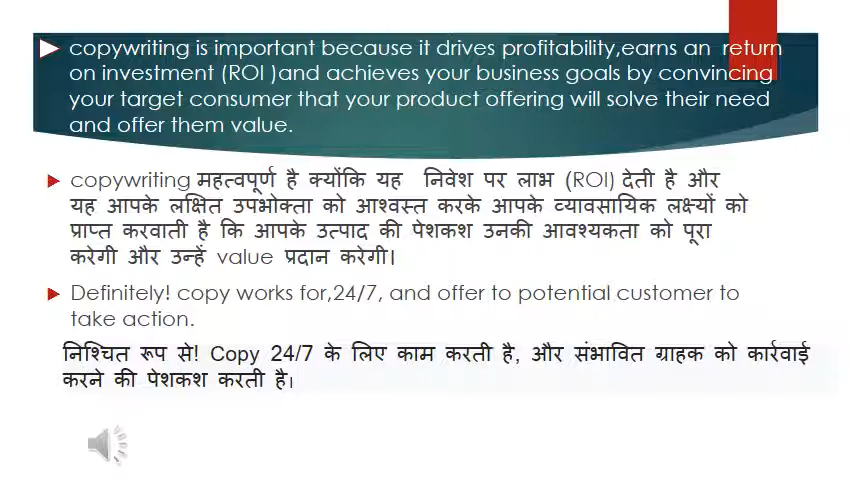 copywriting is important because it drives profitability,earns an return
on investment (ROI )and achieves your business goals by convincing
your target consumer that your product offering will solve their need
and offer them value.
copywriting महत्वपूर्ण है क्योंकि यह निवेश पर लाभ (ROI) देती है और
यह आपके लक्षित उपभोक्ता को आश्वस्त करके आपके व्यावसायिक लक्ष्यों को
प्राप्त करवाती है कि आपके उत्पाद की पेशकश उनकी आवश्यकता को पूरा
करेगी और उन्हें value प्रदान करेगी।
Definitely! copy works for,24/7, and offer to potential customer to
take action.
निश्चित रूप से! Copy 24/7 के लिए काम करती है, और संभावित ग्राहक को कार्रवाई
करने की पेशकश करती है।